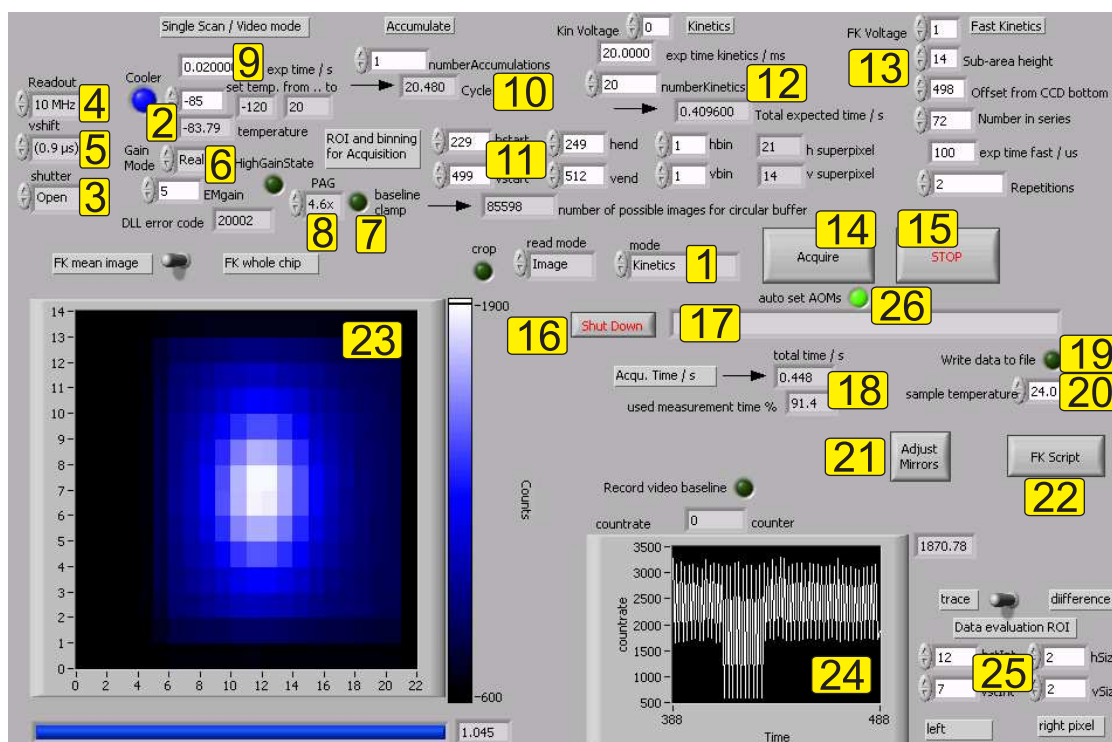 Single Scan / Video mode
Accumulate
Kin Voltage 0 Kinetics
FK Voltage 1 Fast Kinetics
9
0.02000 exp time / s
1 numberAccumulations
20.0000 exp time kinetics / ms
13
14 Sub-area height
Readout
Cooler
set temp. from .. to
4
10 MHz
2
-85
-120
20
20.480 Cycle
10
20 numberKinetics
12
498 Offset from CCD bottom
vshift
-83.79 temperature
0.409600 Total expected time / s
72 Number in series
5
(0.9 µs)
Gain Mode
6
Real
HighGainState
ROI and binning
for Acquisition
229 hstart
11
249 hend
1 hbin
21 h superpixel
100 exp time fast / us
shutter
3
Open
5 EMgain
499 vstart
512 vend
1 vbin
14 v superpixel
2 Repetitions
PAG
4.6x
8
7
baseline
clamp
85598 number of possible images for circular buffer
DLL error code 20002
FK mean image
FK whole chip
crop
read mode
Image
mode
Kinetics
1
14
Acquire
15
STOP
auto set AOMs
26
16
Shut Down
17
Write data to file
19
Acqu. Time / s
total time / s
0.448
18
used measurement time %
91.4
sample temperature 24.0
20
21
Adjust
Mirrors
FK Script
22
Record video baseline
countrate 0 counter
23
14
13
12
11
10
9
8
7
6
5
4
3
2
1
0
0 2 4 6 8 10 12 14 16 18 20 22
1900
Counts
600
1.045
3500
3000
2500
2000
1500
1000
500
countrate
388
488
Time
24
1870.78
trace
difference
Data evaluation ROI
12 hstInt
25
2 hSiz
7 vstInt
2 vSiz
left
right pixel